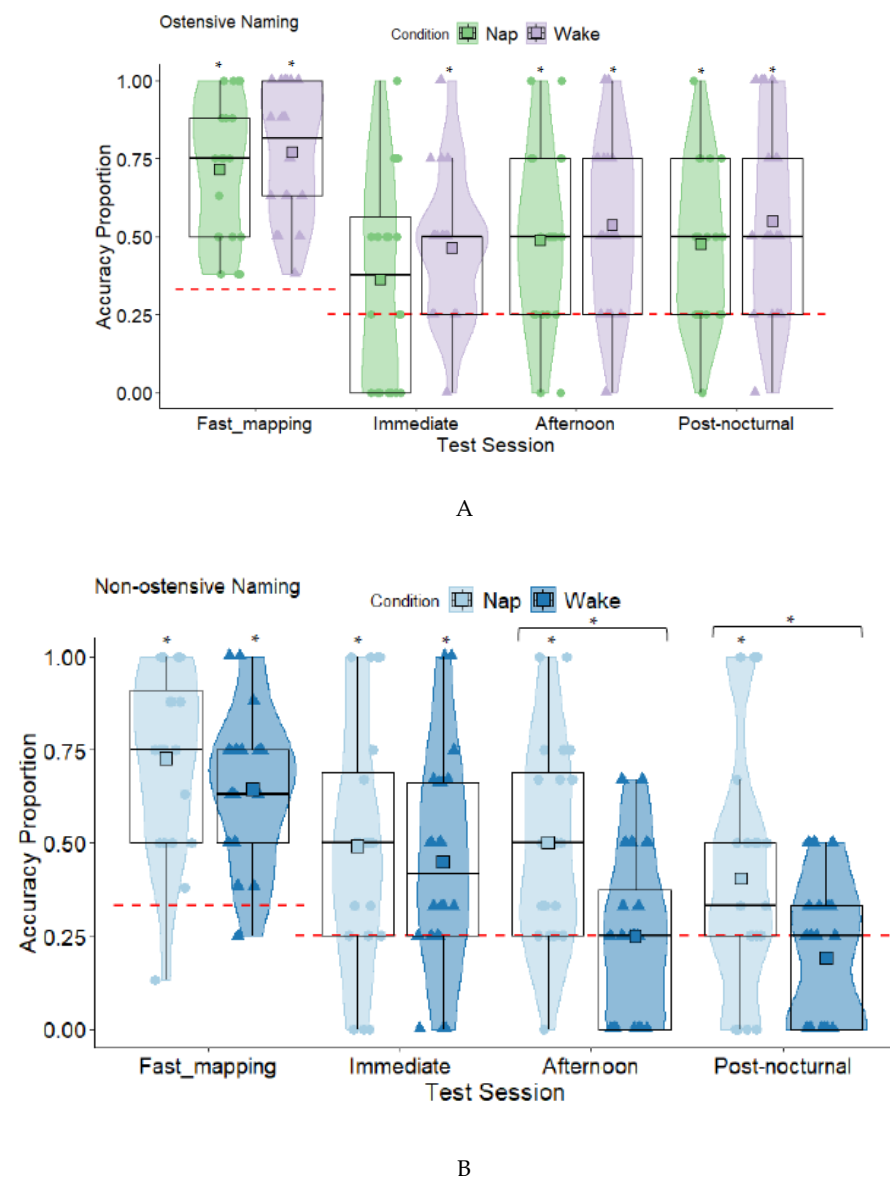 Ostensive Naming
Condition Nap Wake
* * * * * * *
Accuracy Proportion
1.00
0.75
0.50
0.25
0.00
Fast_mapping Immediate Afternoon Post-nocturnal
Test Session
A
Non-ostensive Naming
Condition Nap Wake
* *
* * * * * *
Accuracy Proportion
1.00
0.75
0.50
0.25
0.00
Fast_mapping Immediate Afternoon Post-nocturnal
Test Session
B